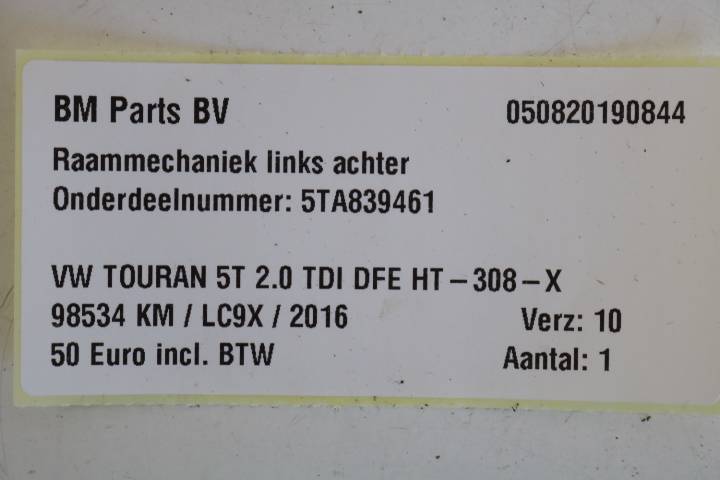 BM Parts BV 050820190844
Raammechaniek links achter
Onderdeelnummer: 5TA839461
VW TOURAN 5T 2.0 TDI DFE HT-308-X
98534 KM / LC9X / 2016 Verz: 10
50 Euro incl. BTW Aantal: 1